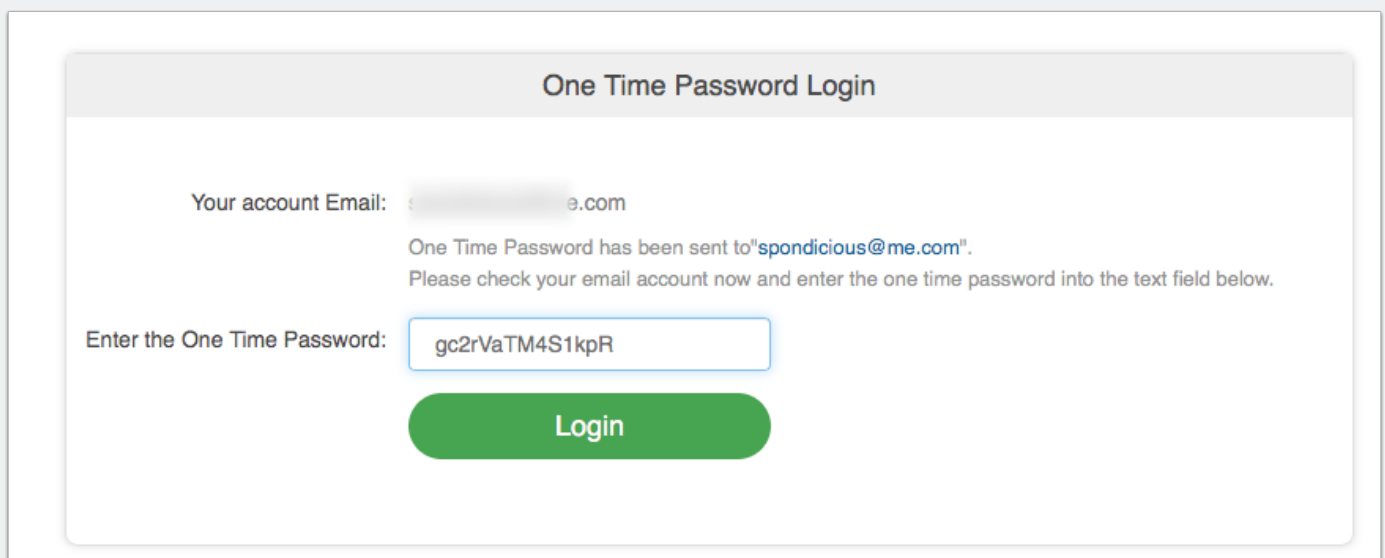 One Time Password Login
Your account Email: e.com
One Time Password has been sent to"spondicious@me.com".
Please check your email account now and enter the one time password into the text field below.
Enter the One Time Password: gc2rVaTM4S1kpR
Login